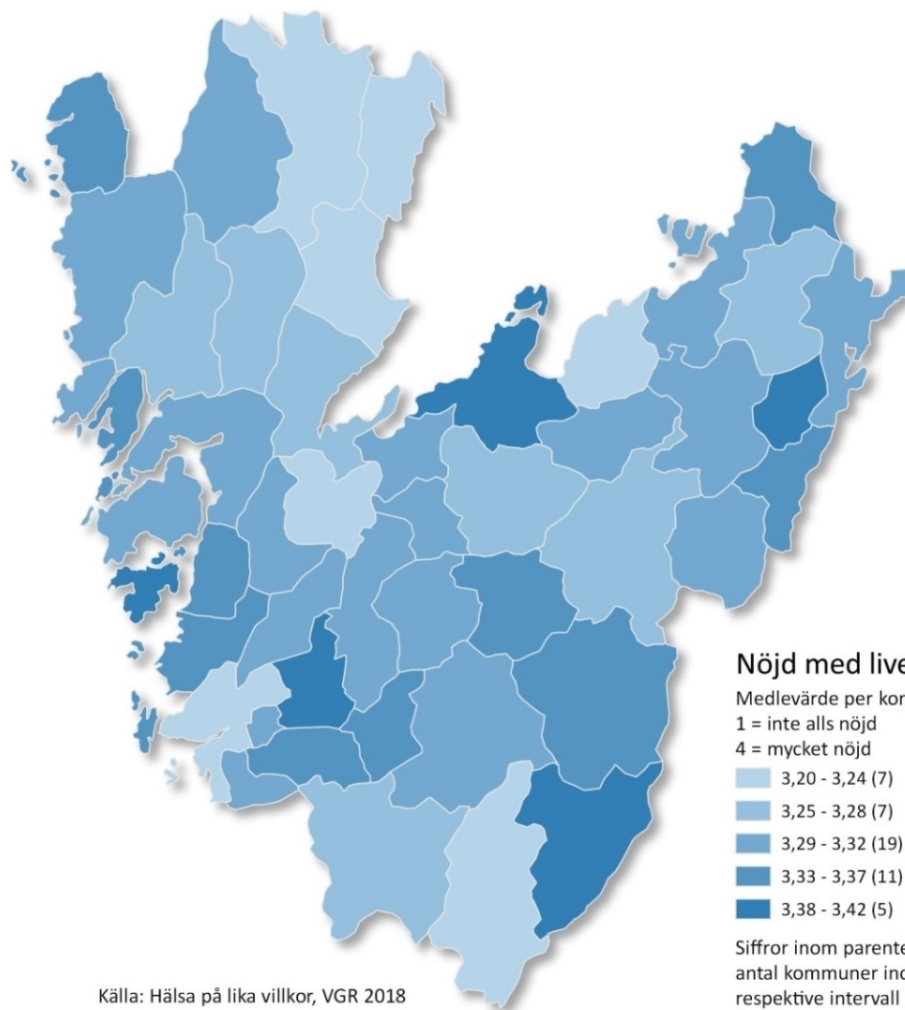 Nöjd med live
Medlevärde per kor
1 = inte alls nöjd
4 = mycket nöjd
3,20 - 3,24 (7)
3,25 - 3,28 (7)
3,29 - 3,32 (19)
3,33 - 3,37 (11)
3,38 - 3,42 (5)
Siffror inom parente
antal kommuner inc
respektive intervall
Källa: Hälsa på lika villkor, VGR 2018